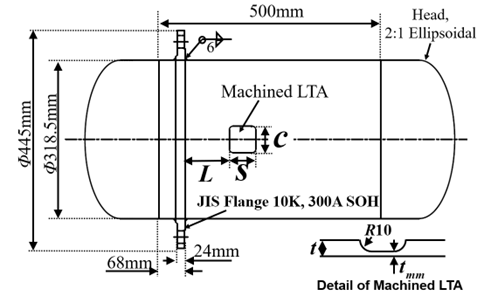 500mm
Head,
2:1 Ellipsoidal
6
Machined LTA
Φ445mm
Φ318.5mm
C
L
S
JIS Flange 10K, 300A SOH
R10
24mm
t
68mm
tmm
Detail of Machined LTA